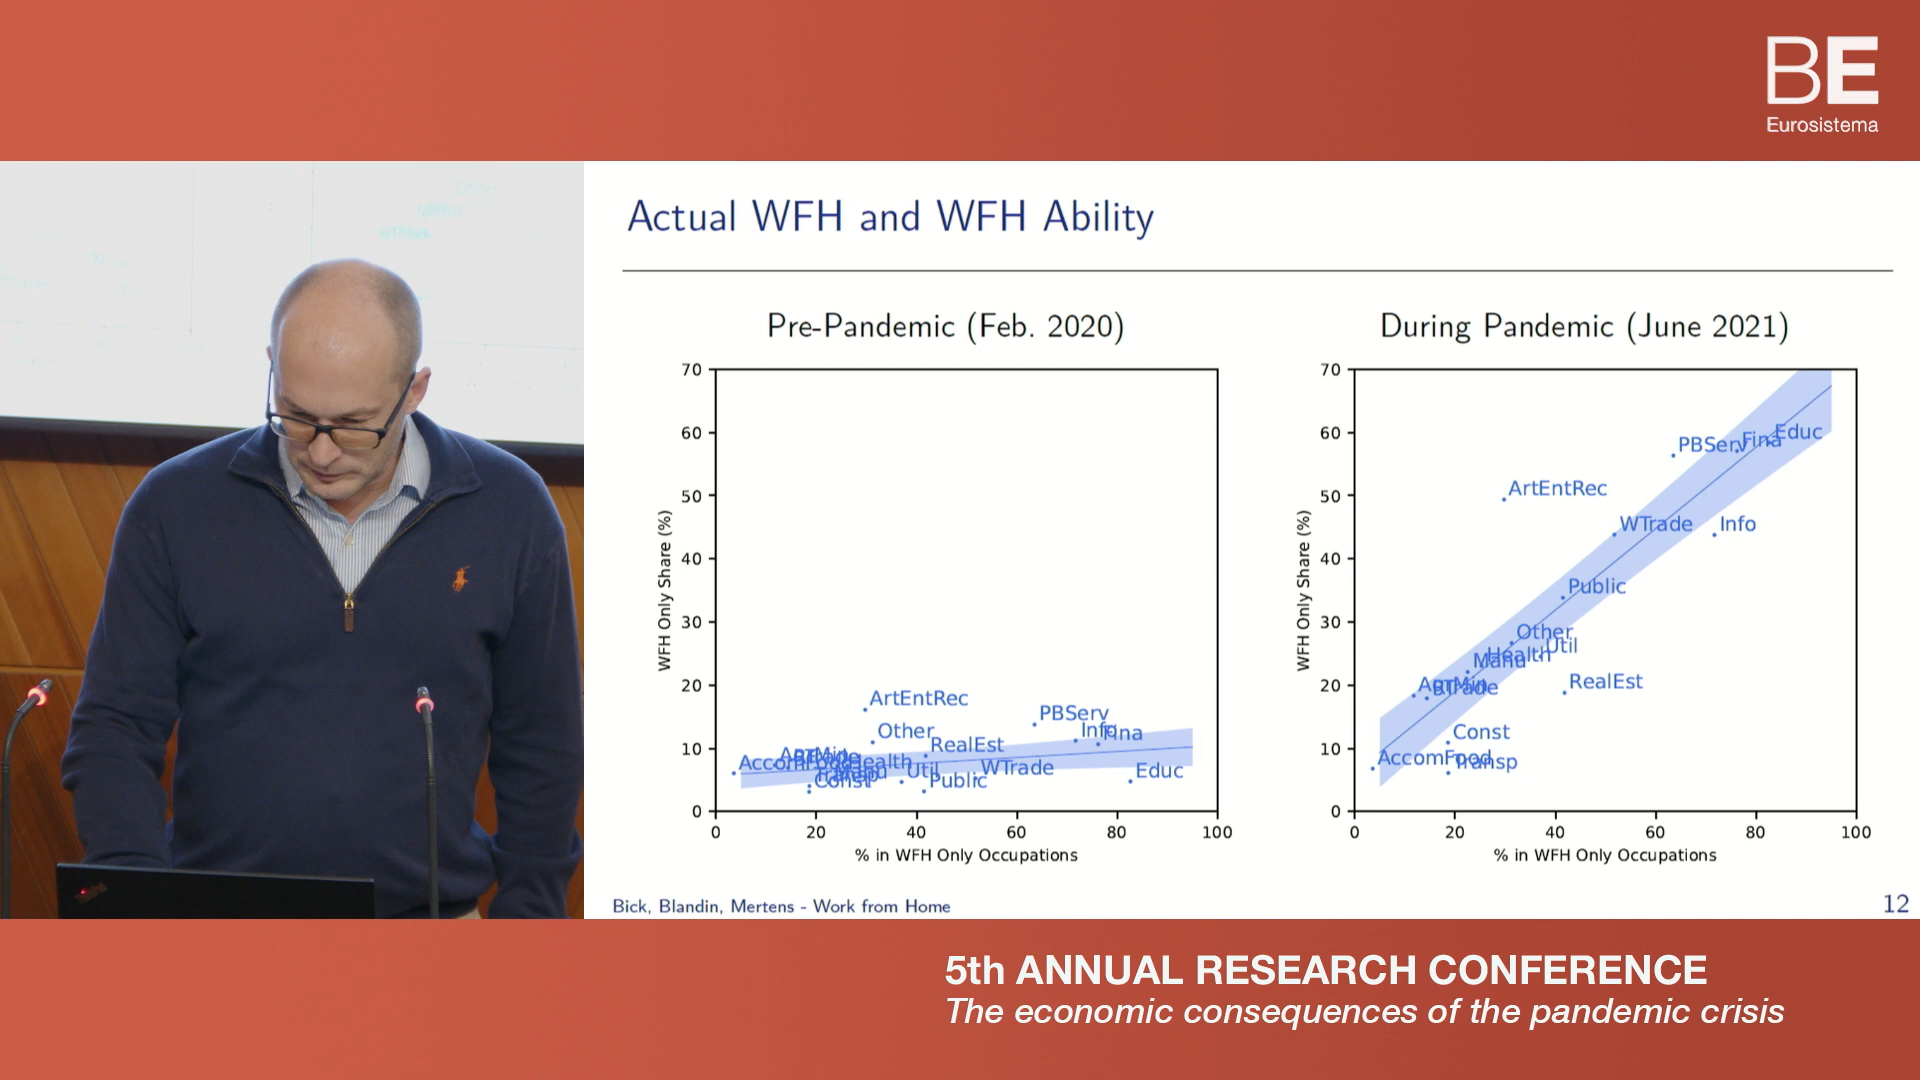 BE
Eurosistema
Actual WFH and WFH Ability
Pre-Pandemic (Feb. 2020)
70
60
50
40
30
20
10
0
WFH Only Share (%)
ArtEntRec
PBServ
Other
Info
Fina
RealEst
AccomFood
Health
WTrade
Manu
Util
Educ
Transp
Const
Public
0 20 40 60 80 100
% in WFH Only Occupations
During Pandemic (June 2021)
70
60
50
40
30
20
10
0
WFH Only Share (%)
Educ
Fina
PBServ
ArtEntRec
WTrade
Info
Public
Other
Util
Health
Manu
RealEst
RTrade
Const
AccomFood
Transp
0 20 40 60 80 100
% in WFH Only Occupations
Bick, Blandin, Mertens - Work from Home
12
5th ANNUAL RESEARCH CONFERENCE
The economic consequences of the pandemic crisis